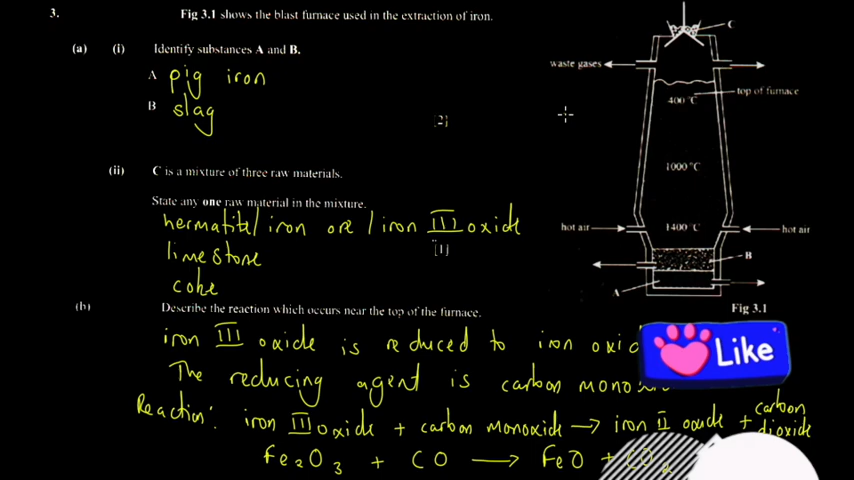 3. Fig 3.1 shows the blast furnace used in the extraction of iron.
(a) (i) Identify substances A and B.
A pig iron
B slag
[2]
(ii) C is a mixture of three raw materials.
State any one raw material in the mixture.
hermatite/ iron ore / iron III oxide
limestone
[1]
coke
(b) Describe the reaction which occurs near the top of the furnace.
iron III oxide is reduced to iron
The reducing agent is carbon
Reaction: iron III oxide + carbon monoxide → iron II oxide + carbon dioxide
Fe₂O₃ + CO → FeO + CO₂
C
waste gases
top of furnace
400 °C
1000 °C
1400 °C
hot air
hot air
B
A
Fig 3.1
Like